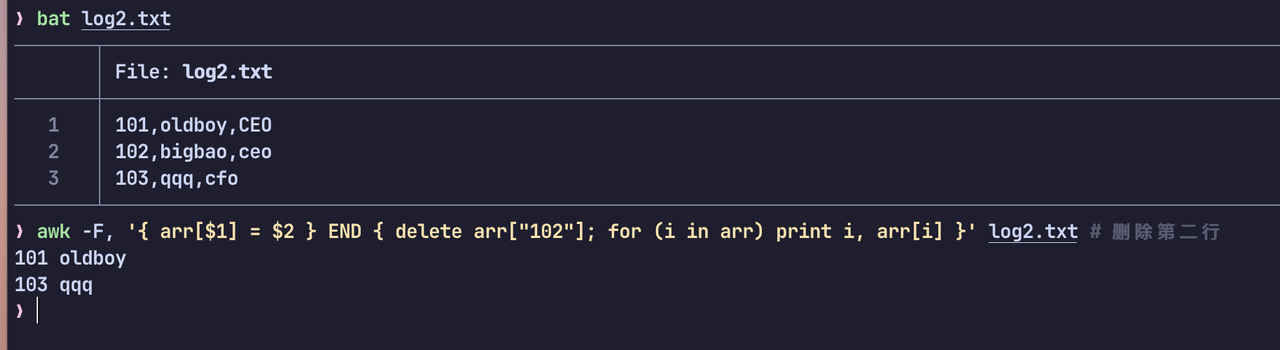 ❯ bat log2.txt
File: log2.txt
1 101,oldboy,CEO
2 102,bigbao,ceo
3 103,qqq,cfo
❯ awk -F, '{ arr[$1] = $2 } END { delete arr["102"]; for (i in arr) print i, arr[i] }' log2.txt # 删除第二行
101 oldboy
103 qqq
❯